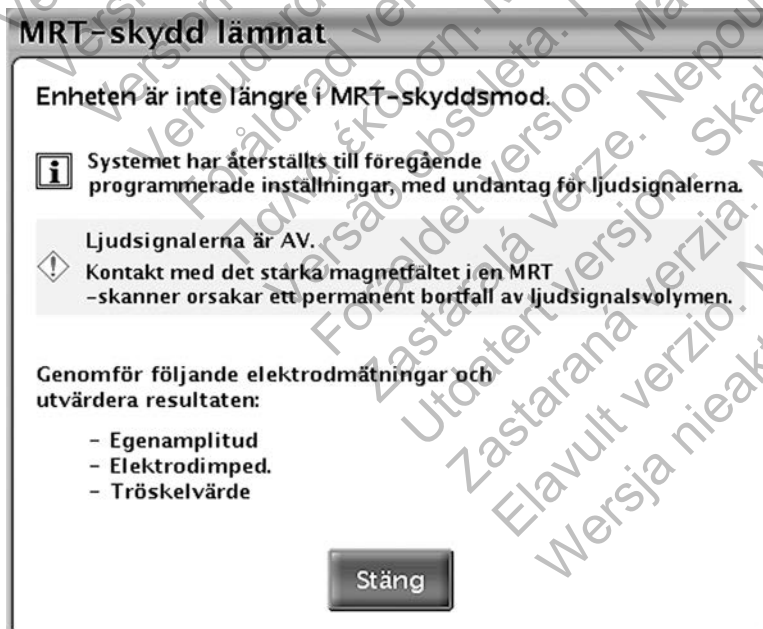 MRT-skydd lämnat
Enheten är inte längre i MRT-skyddsmod.
Systemet har återställts till föregående
programmerade inställningar, med undantag för ljudsignalerna.
Ljudsignalerna är AV.
Kontakt med det starka magnetfältet i en MRT
-skanner orsakar ett permanent bortfall av ljudsignalsvolymen.
Genomför följande elektrodmätningar och
utvärdera resultaten:
- Egenamplitud
- Elektrodimped.
- Tröskelvärde
Stäng